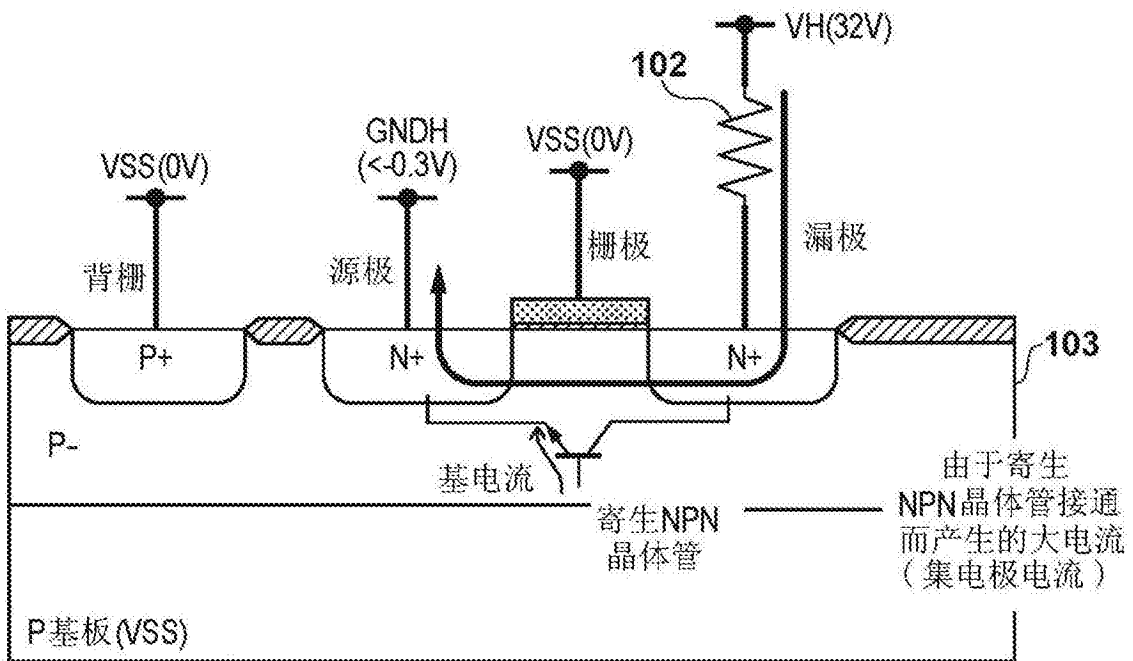 VH(32V)
102
GNDH
(<-0.3V)
VSS(0V)
VSS(0V)
背栅
源极
栅极
漏极
P+
N+
N+
103
P-
基电流
寄生NPN
晶体管
由于寄生
NPN晶体管接通
而产生的大电流
(集电极电流)
P基板(VSS)